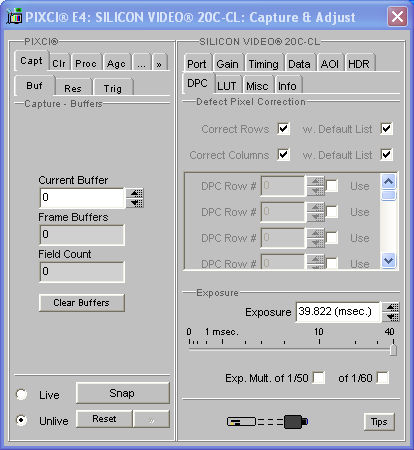 PIXCI® E4: SILICON VIDEO® 20C-CL: Capture & Adjust
PIXCI®
Capt Clr Proc Agc ... »
Buf Res Trig
Capture - Buffers
Current Buffer
0
Frame Buffers
0
Field Count
0
Clear Buffers
Live Snap
Unlive Reset ..
SILICON VIDEO® 20C-CL
Port Gain Timing Data AOI HDR
DPC LUT Misc Info
Defect Pixel Correction
Correct Rows w. Default List
Correct Columns w. Default List
DPC Row # 0 Use
DPC Row # 0 Use
DPC Row # 0 Use
DPC Row # 0 Use
Exposure
Exposure 39.822 (msec.)
0 1 msec. 10 40
Exp. Mult. of 1/50 of 1/60
Tips